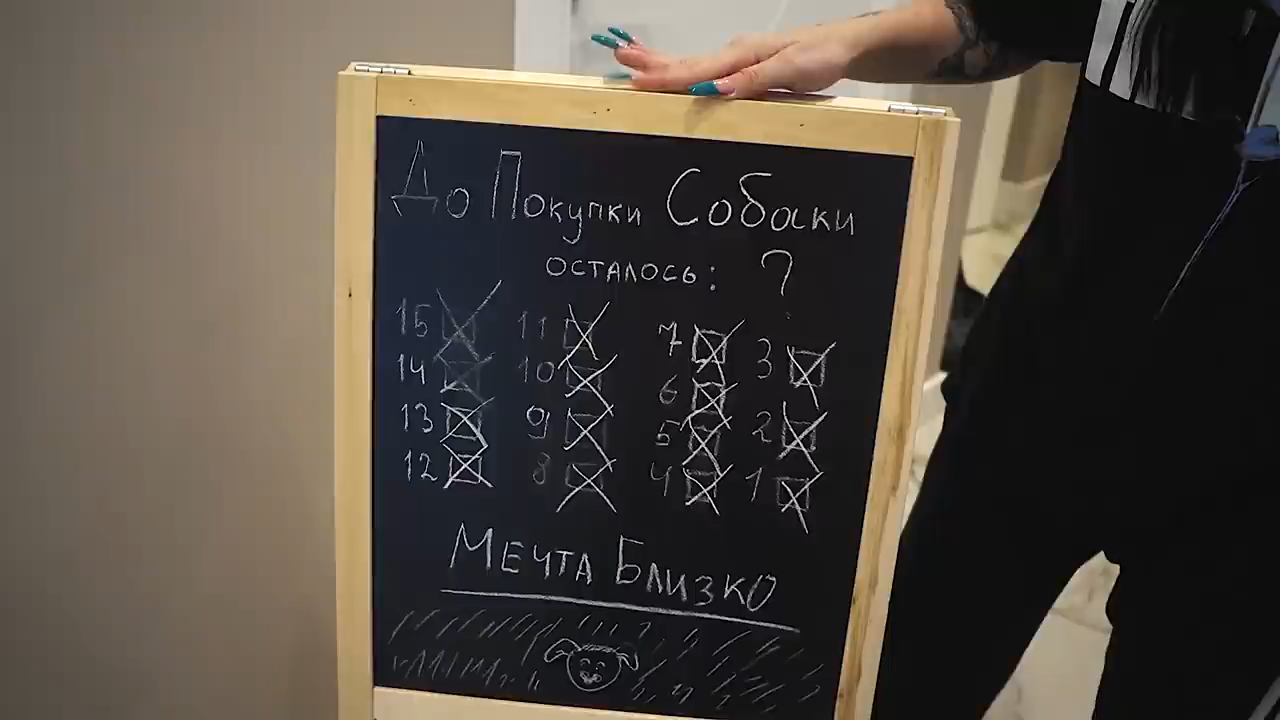 До Покупки Собаки
осталось: ?
15 11 7 3
14 10 6 2
13 9 5 1
12 8 4
Мечта Близко